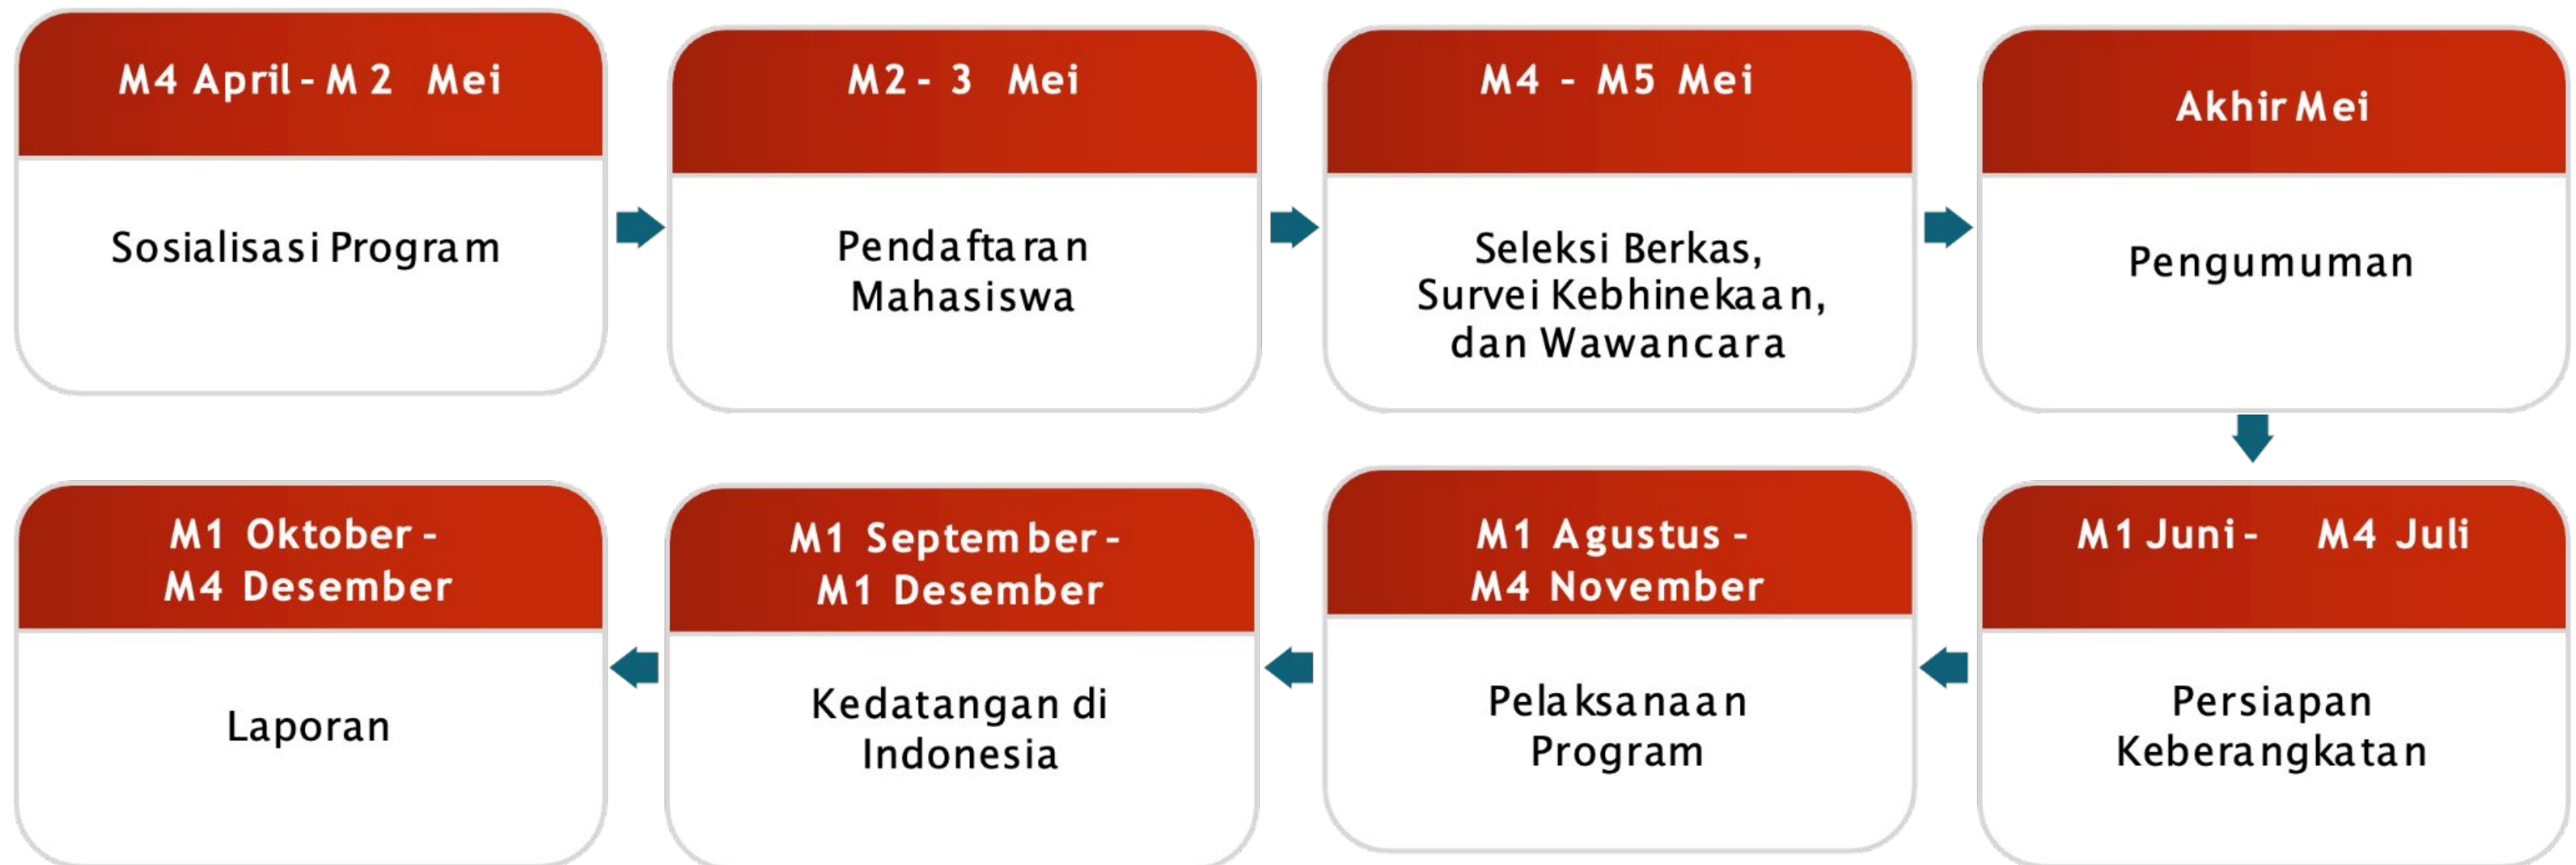 M4 April - M 2 Mei
Sosialisasi Program
M2 - 3 Mei
Pendaftaran
Mahasiswa
M4 - M5 Mei
Seleksi Berkas,
Survei Kebhinekaan,
dan Wawancara
Akhir Mei
Pengumuman
M1 Juni - M4 Juli
Persiapan
Keberangkatan
M1 Agustus -
M4 November
Pelaksanaan
Program
M1 September -
M1 Desember
Kedatangan di
Indonesia
M1 Oktober -
M4 Desember
Laporan